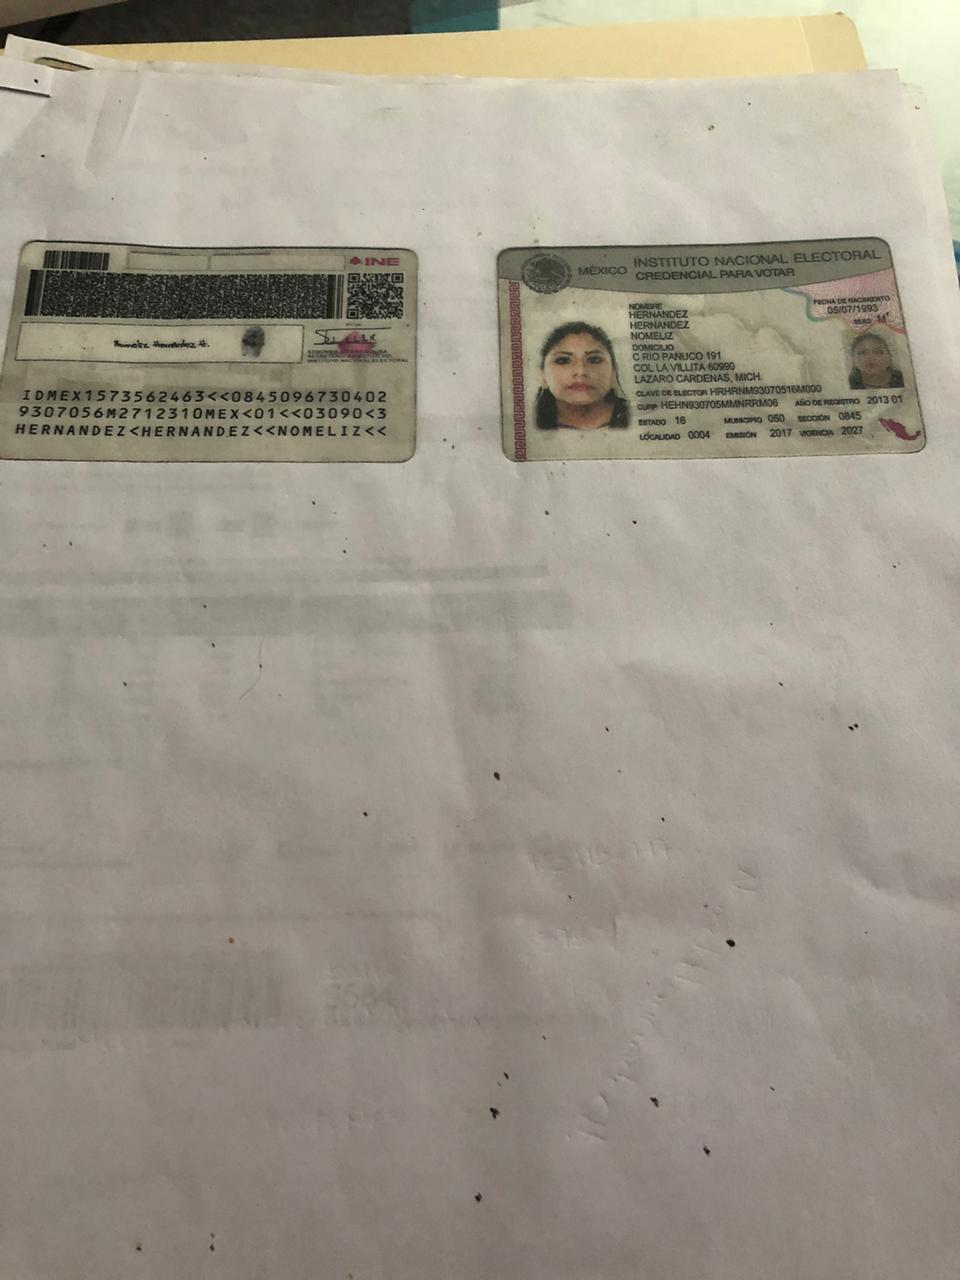 INE
Nomeliz Hernández H.
IDMEX1573562463<<0845096730402
9307056M2712310MEX<01<<03090<3
HERNANDEZ<HERNANDEZ<<NOMELIZ<<
MÉXICO INSTITUTO NACIONAL ELECTORAL
CREDENCIAL PARA VOTAR
NOMBRE
HERNANDEZ
HERNANDEZ
NOMELIZ
FECHA DE NACIMIENTO
05/07/1993
SEXO M
DOMICILIO
C RIO PANUCO 191
COL LA VILLITA 60990
LAZARO CARDENAS, MICH.
CLAVE DE ELECTOR HRHRNM93070516M000
CURP HEHN930705MMNRRM06 AÑO DE REGISTRO 2013 01
ESTADO 16 MUNICIPIO 050 SECCIÓN 0845
LOCALIDAD 0004 EMISIÓN 2017 VIGENCIA 2027